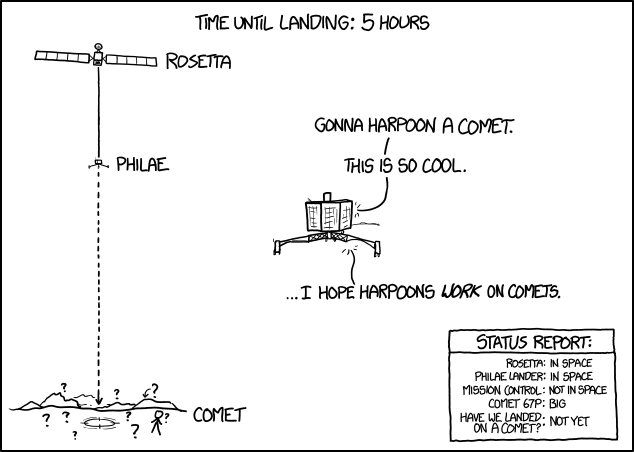 TIME UNTIL LANDING: 5 HOURS
ROSETTA
PHILAE
GONNA HARPOON A COMET.
THIS IS SO COOL.
...I HOPE HARPOONS WORK ON COMETS.
? ? ? ? ? ? ? ? ?
COMET
STATUS REPORT:
ROSETTA: IN SPACE
PHILAE LANDER: IN SPACE
MISSION CONTROL: NOT IN SPACE
COMET 67P: BIG
HAVE WE LANDED ON A COMET?: NOT YET